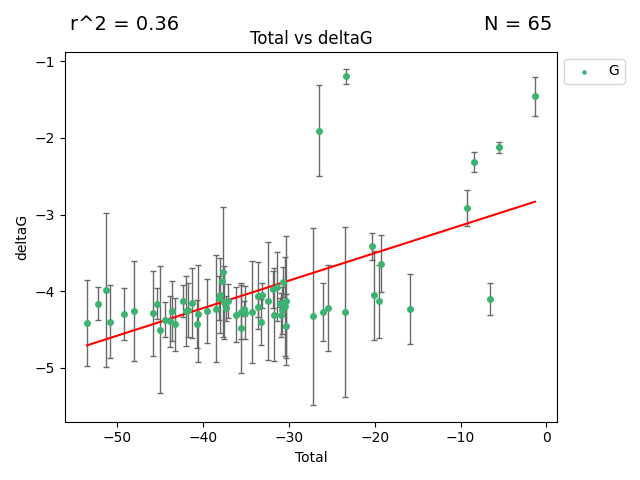 r^2 = 0.36
N = 65
Total vs deltaG
G
−1
−2
−3
−4
−5
deltaG
−50
−40
−30
−20
−10
0
Total